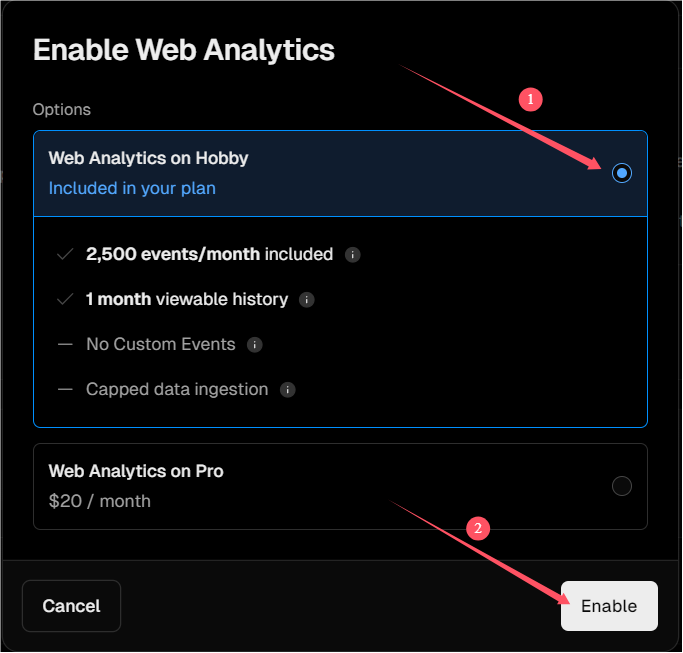 Enable Web Analytics
Options
1
Web Analytics on Hobby
Included in your plan
2,500 events/month included
1 month viewable history
No Custom Events
Capped data ingestion
Web Analytics on Pro
$20 / month
2
Cancel
Enable